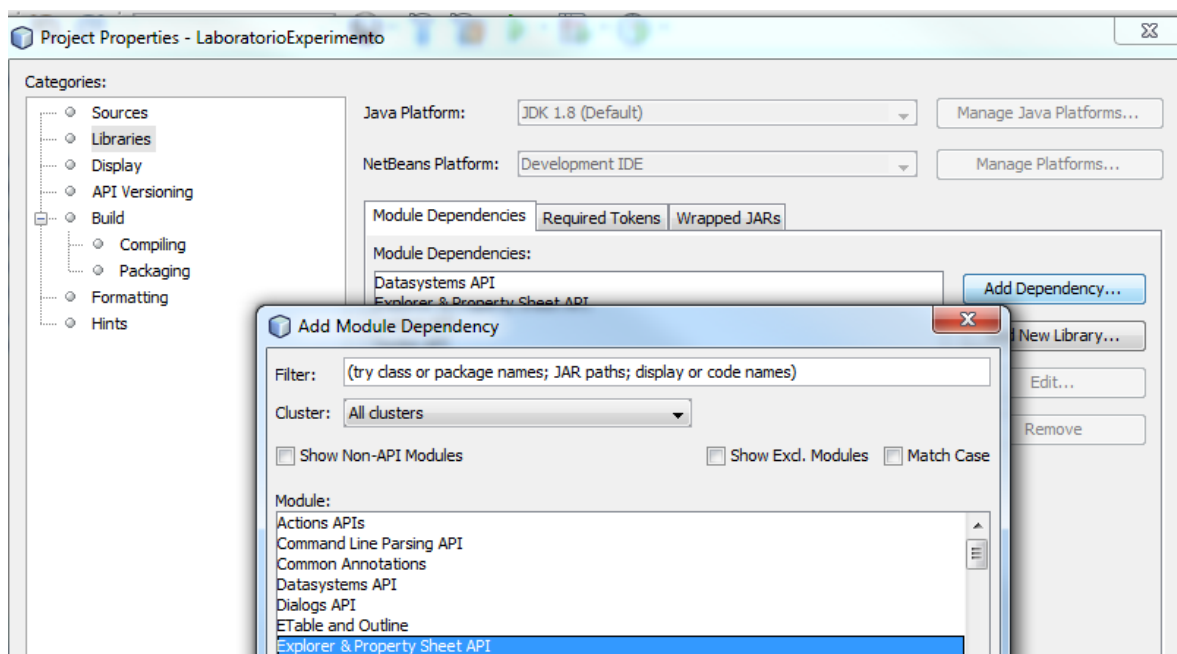 Project Properties - LaboratorioExperimento
Categories:
Sources
Libraries
Display
API Versioning
Build
Compiling
Packaging
Formatting
Hints
Java Platform: JDK 1.8 (Default) Manage Java Platforms...
NetBeans Platform: Development IDE Manage Platforms...
Module Dependencies Required Tokens Wrapped JARs
Module Dependencies:
Datasystems API
Explorer & Property Sheet API
Add Dependency...
New Library...
Edit...
Remove
Add Module Dependency
Filter: (try class or package names; JAR paths; display or code names)
Cluster: All clusters
Show Non-API Modules Show Excl. Modules Match Case
Module:
Actions APIs
Command Line Parsing API
Common Annotations
Datasystems API
Dialogs API
ETable and Outline
Explorer & Property Sheet API